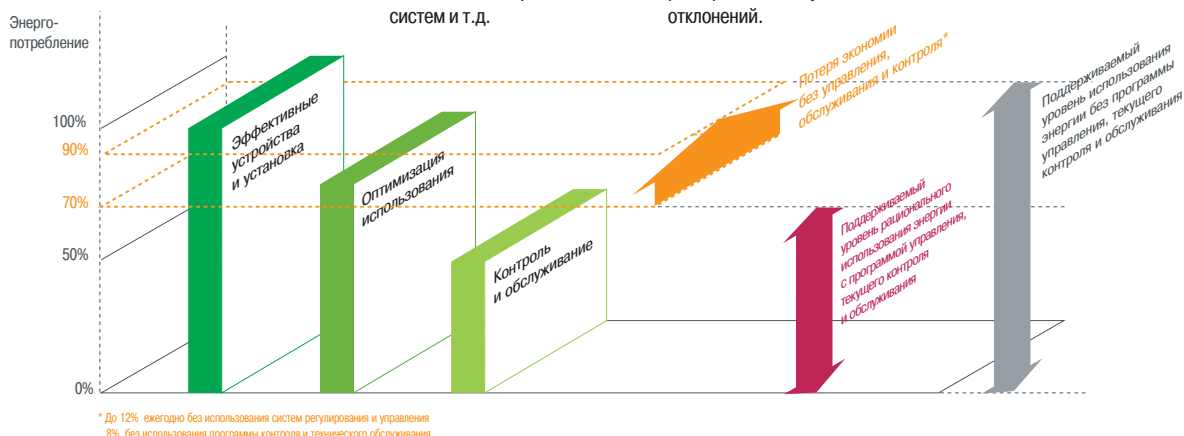 систем и т.д.
отклонений.
Энерго-
потребление
100%
90%
70%
50%
0%
Эффективные
устройства
и установка
Оптимизация
использования
Контроль
и обслуживание
Потеря экономии
без управления,
обслуживания и контроля*
Поддерживаемый
уровень рационального
использования энергии
с программой управления,
текущего контроля
и обслуживания
Поддерживаемый
уровень использования
энергии без программы
управления, текущего
контроля и обслуживания
* До 12% ежегодно без использования систем регулирования и управления
8% без использования программы контроля и технического обслуживания